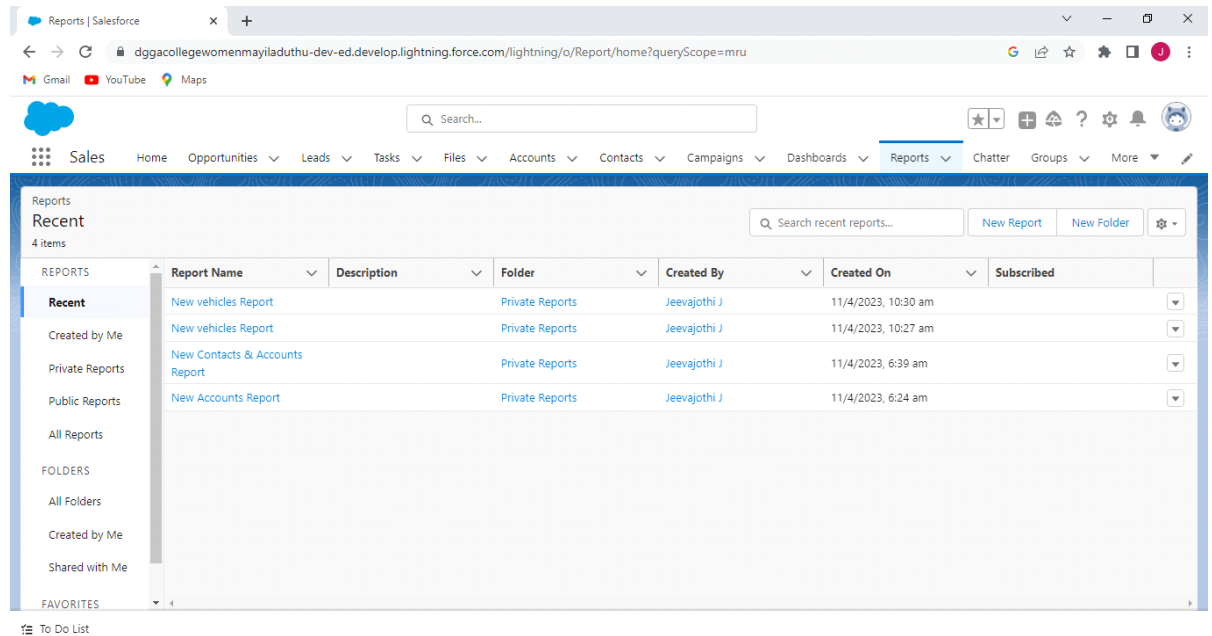 Reports | Salesforce
dggacollegewomenmayiladuthu-dev-ed.develop.lightning.force.com/lightning/o/Report/home?queryScope=mru
G
J
Gmail YouTube Maps
Search...
Sales Home Opportunities Leads Tasks Files Accounts Contacts Campaigns Dashboards Reports Chatter Groups More
Reports
Recent
4 items
Search recent reports...
New Report New Folder
REPORTS
Recent
Created by Me
Private Reports
Public Reports
All Reports
FOLDERS
All Folders
Created by Me
Shared with Me
FAVORITES
Report Name Description Folder Created By Created On Subscribed
New vehicles Report Private Reports Jeevajothi J 11/4/2023, 10:30 am
New vehicles Report Private Reports Jeevajothi J 11/4/2023, 10:27 am
New Contacts & Accounts
Report Private Reports Jeevajothi J 11/4/2023, 6:39 am
New Accounts Report Private Reports Jeevajothi J 11/4/2023, 6:24 am
To Do List